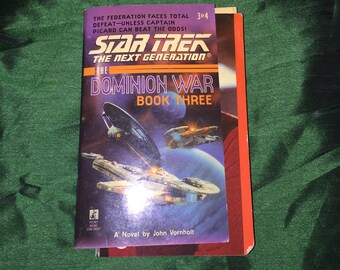 THE FEDERATION FACES TOTAL
DEFEAT—UNLESS CAPTAIN
PICARD CAN BEAT THE ODDS!
3 of 4
STAR TREK
THE NEXT GENERATION®
THE
DOMINION WAR
BOOK THREE
A Novel by John Vornholt